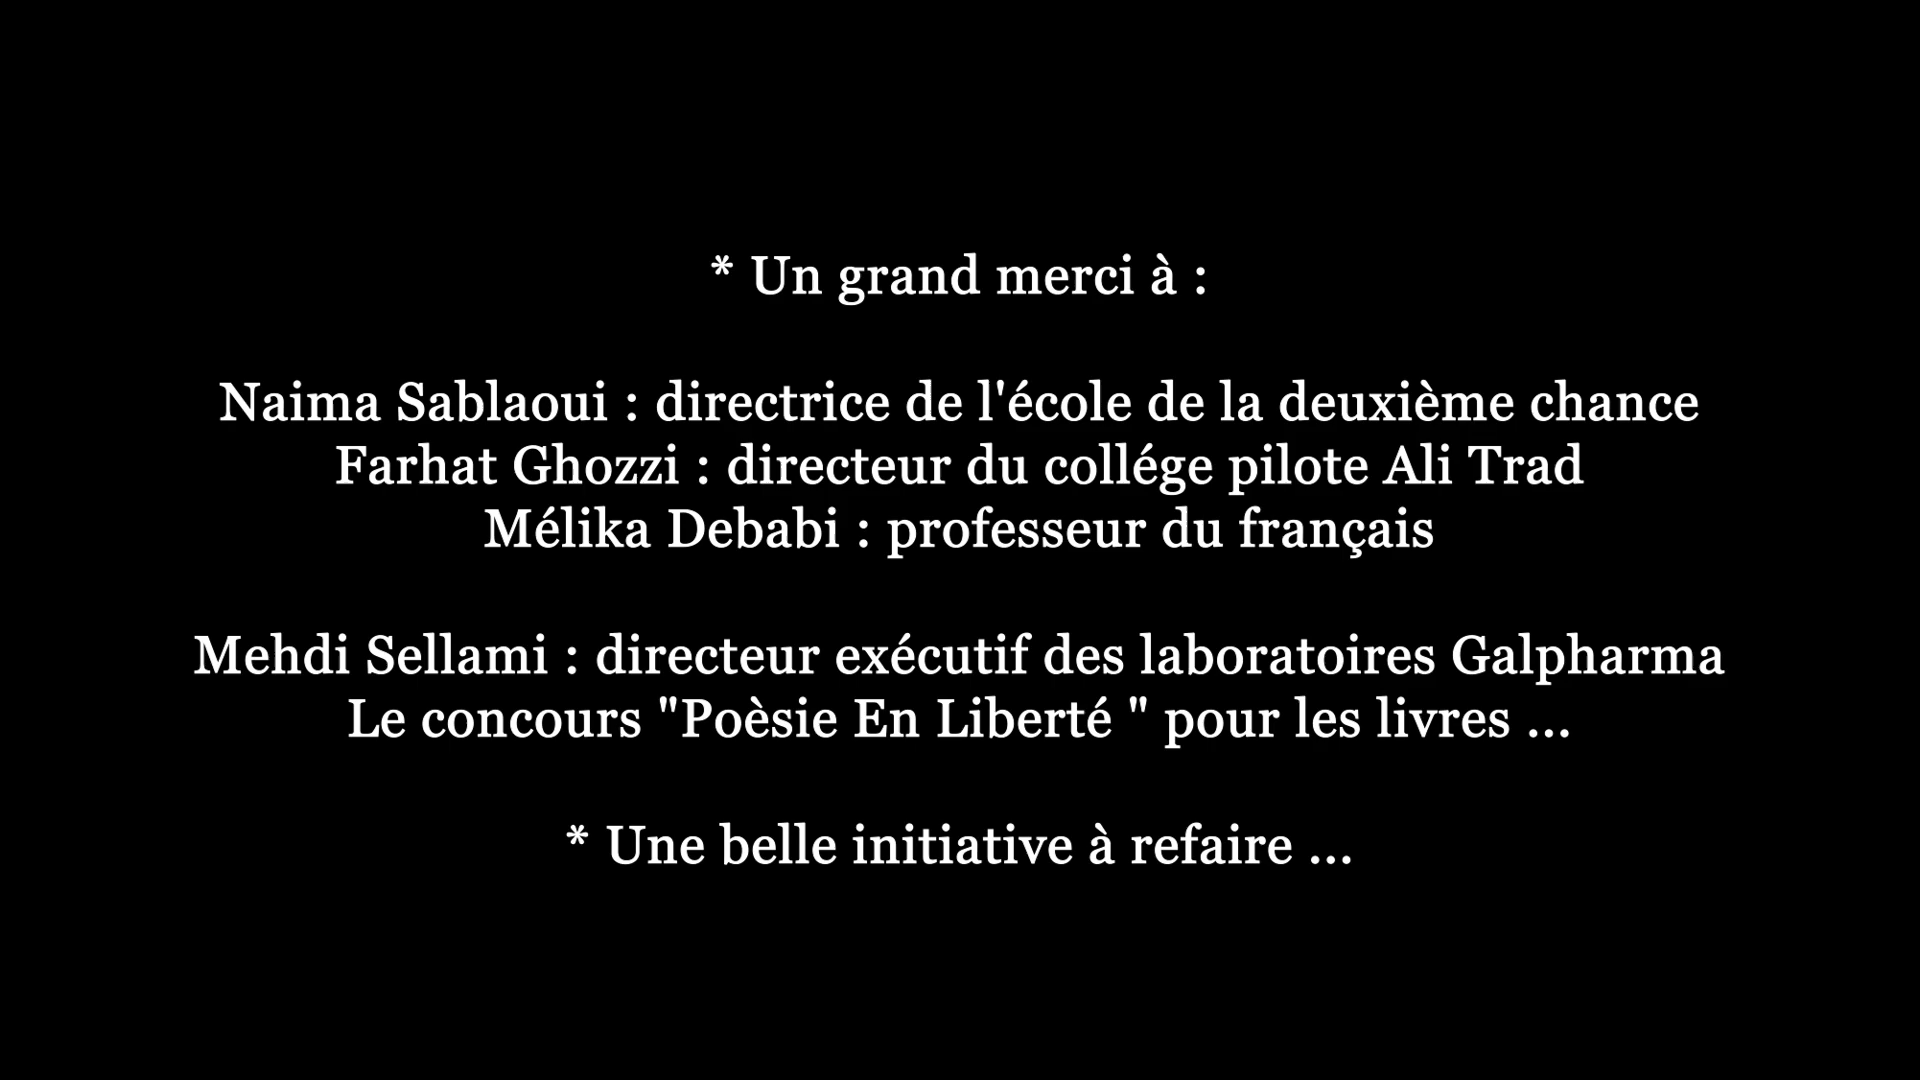 * Un grand merci à :
Naima Sablaoui : directrice de l'école de la deuxième chance
Farhat Ghozzi : directeur du collége pilote Ali Trad
Mélika Debabi : professeur du français
Mehdi Sellami : directeur exécutif des laboratoires Galpharma
Le concours "Poèsie En Liberté " pour les livres ...
* Une belle initiative à refaire ...